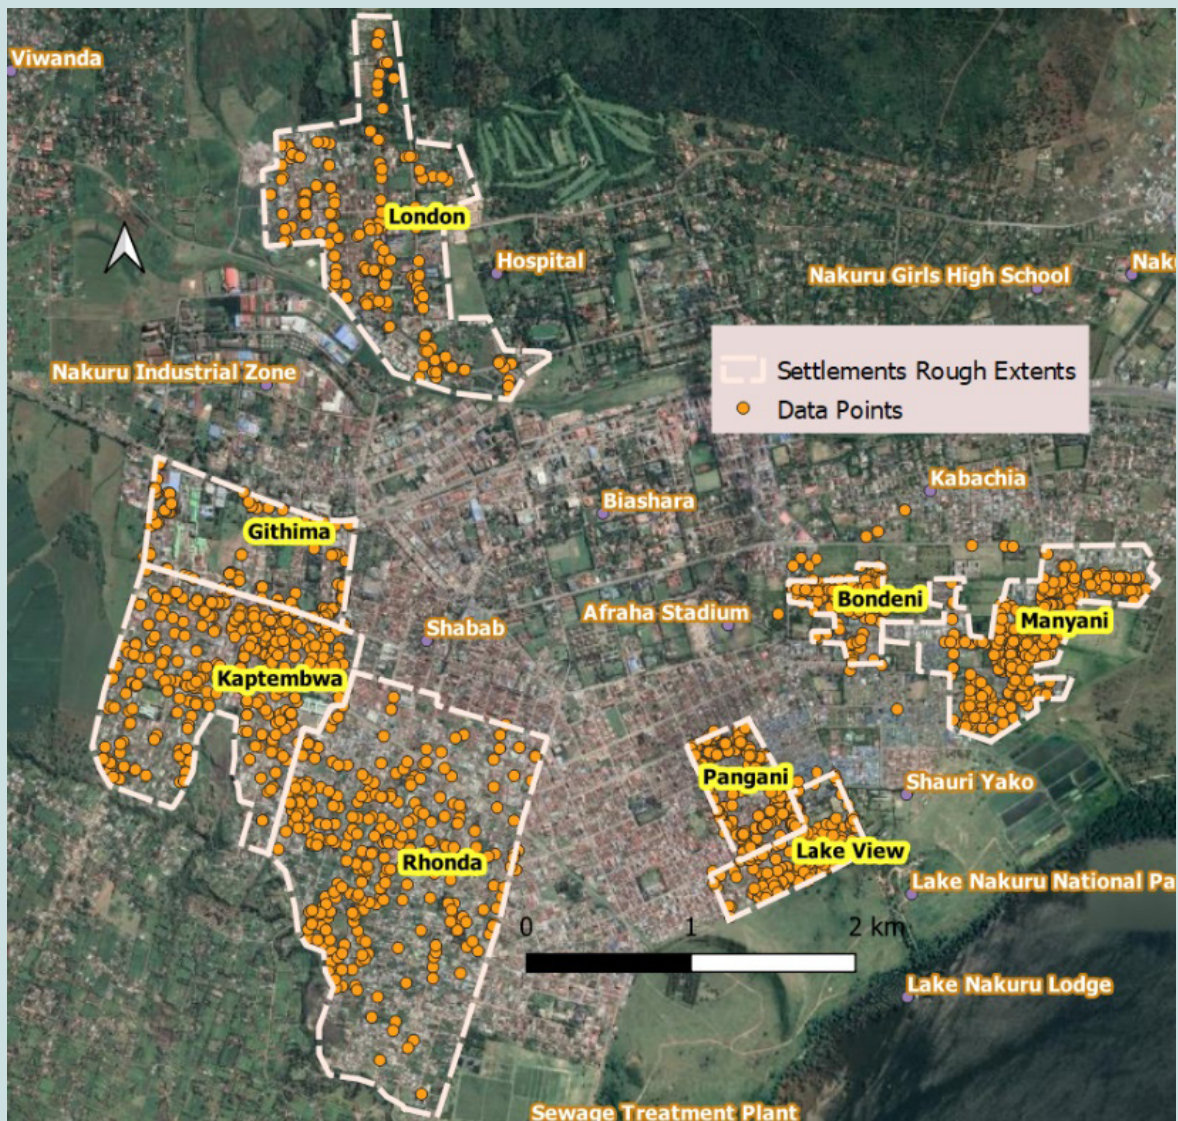 Viwanda
London
Hospital
Naku
Nakuru Girls High School
Settlements Rough Extents
Data Points
Nakuru Industrial Zone
Kabachia
Biashara
Githima
Bondeni
Afraha Stadium
Manyani
Shabab
Kaptembwa
Pangani
Shauri Yako
Lake View
Rhonda
Lake Nakuru National Pa
0 1 2 km
Lake Nakuru Lodge
Sewage Treatment Plant